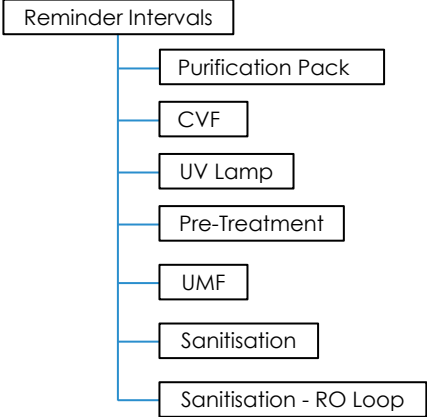 Reminder Intervals
Purification Pack
CVF
UV Lamp
Pre-Treatment
UMF
Sanitisation
Sanitisation - RO Loop